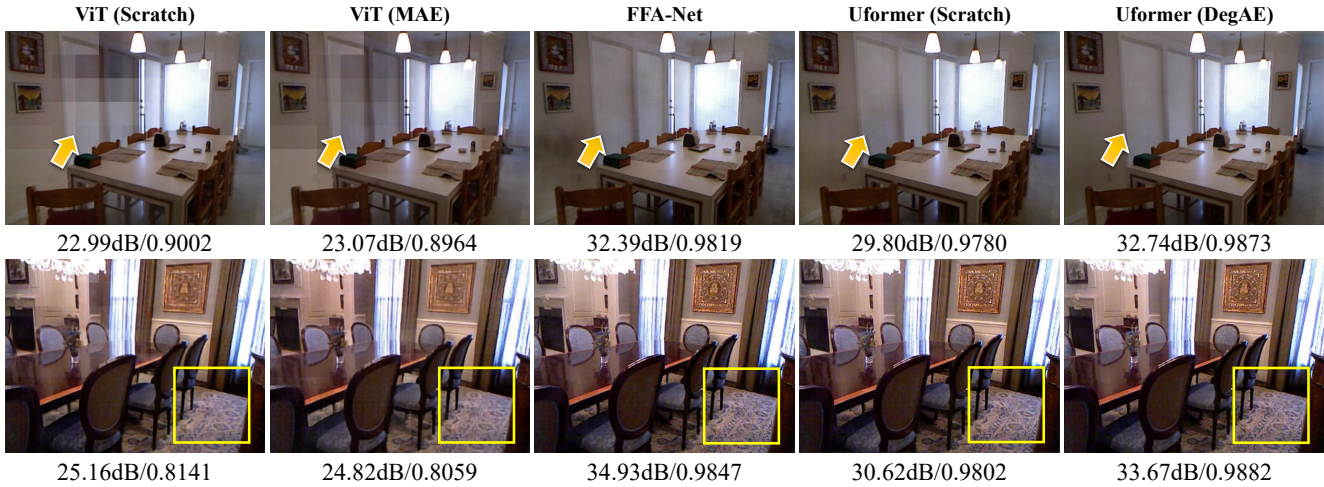 ViT (Scratch) ViT (MAE) FFA-Net Uformer (Scratch) Uformer (DegAE)
22.99dB/0.9002 23.07dB/0.8964 32.39dB/0.9819 29.80dB/0.9780 32.74dB/0.9873
25.16dB/0.8141 24.82dB/0.8059 34.93dB/0.9847 30.62dB/0.9802 33.67dB/0.9882